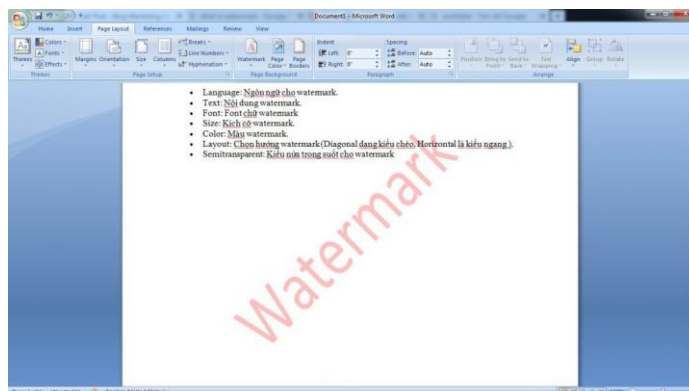 Document1 - Microsoft Word
Home Insert Page Layout References Mailings Review View
Colors Breaks Indent Spacing
Fonts Line Numbers Left: 0" Before: Auto
Effects Hyphenation Right: 0" After: Auto
Themes Margins Orientation Size Columns Watermark Page Color Page Borders Position Bring to Front Send to Back Text Wrapping Align Group Rotate
Themes Page Setup Page Background Paragraph Arrange
• Language: Ngôn ngữ cho watermark.
• Text: Nội dung watermark.
• Font: Font chữ watermark
• Size: Kích cỡ watermark.
• Color: Màu watermark.
• Layout: Chọn hướng watermark(Diagonal dạng kiểu chéo, Horizontal là kiểu ngang ).
• Semitransparent: Kiểu nửa trong suốt cho watermark
Watermark